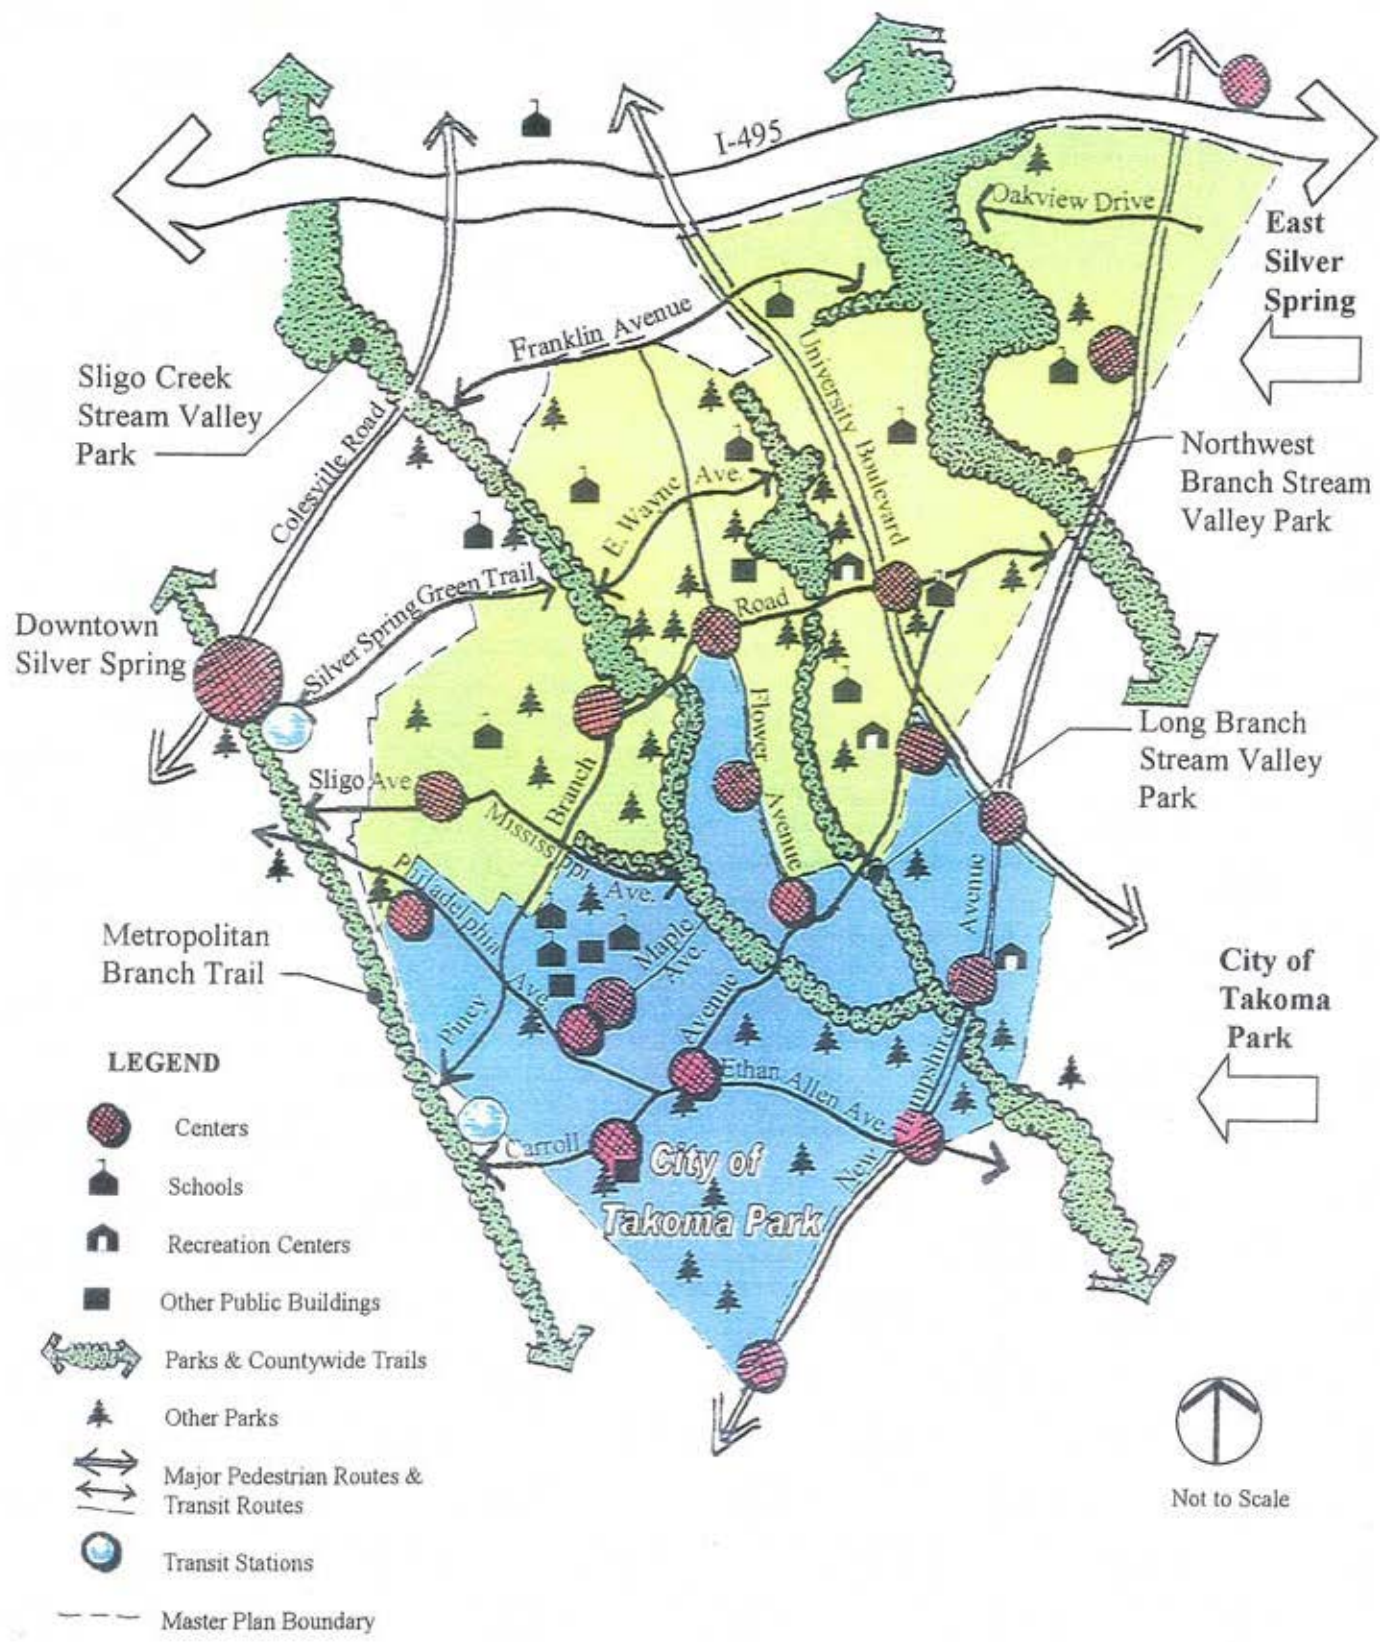 I-495
Oakview Drive
East
Silver
Spring
Franklin Avenue
Sligo Creek
Stream Valley
Park
University Boulevard
Colesville Road
Northwest
Branch Stream
Valley Park
E. Wayne Ave.
Silver Spring Green Trail
Road
Downtown
Silver Spring
Flower
Avenue
Long Branch
Stream Valley
Park
Sligo Ave
Branch
Mississippi Ave.
Philadelphia
Ave.
Maple
Ave.
Avenue
Metropolitan
Branch Trail
Piney
Avenue
City of
Takoma
Park
Ethan Allen Ave.
New
Carroll
City of
Takoma Park
LEGEND
Centers
Schools
Recreation Centers
Other Public Buildings
Parks & Countywide Trails
Other Parks
Major Pedestrian Routes &
Transit Routes
Transit Stations
Master Plan Boundary
Not to Scale